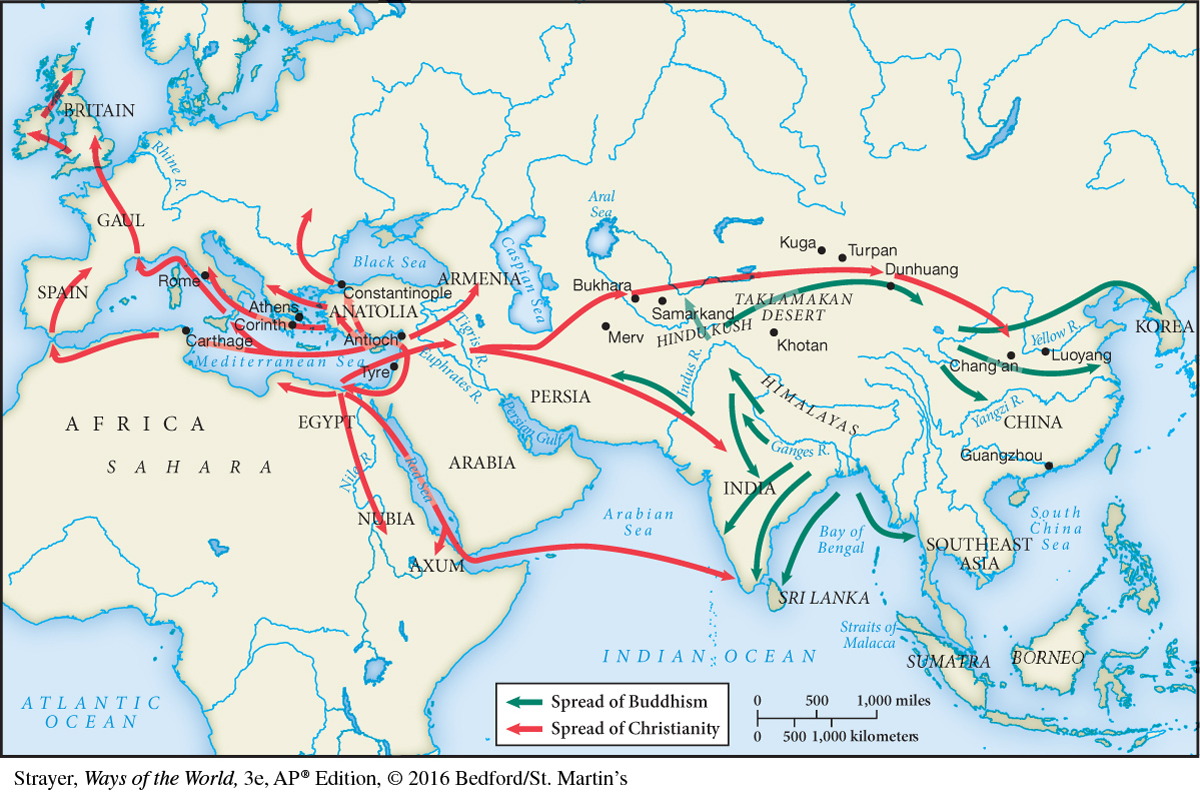 BRITAIN
Rhine R.
GAUL
SPAIN
Rome
Athens
Corinth
Carthage
Mediterranean Sea
Black Sea
Constantinople
ANATOLIA
ARMENIA
Antioch
Tyre
Tigris R.
Euphrates R.
Caspian Sea
Aral
Sea
Bukhara
Samarkand
Merv
HINDU KUSH
Kuga
Turpan
Dunhuang
TAKLAMAKAN
DESERT
Khotan
KOREA
Yellow R.
Luoyang
Chang'an
Yangzi R.
CHINA
Guangzhou
HIMALAYAS
Indus R.
Ganges R.
PERSIA
Persian Gulf
ARABIA
EGYPT
AFRICA
SAHARA
Nile R.
Red Sea
NUBIA
AXUM
INDIA
Arabian
Sea
Bay of
Bengal
SOUTHEAST
ASIA
South
China
Sea
SRI LANKA
Straits of
Malacca
SUMATRA
BORNEO
INDIAN OCEAN
ATLANTIC
OCEAN
Spread of Buddhism
Spread of Christianity
0 500 1,000 miles
0 500 1,000 kilometers
Strayer, Ways of the World, 3e, AP® Edition, © 2016 Bedford/St. Martin's